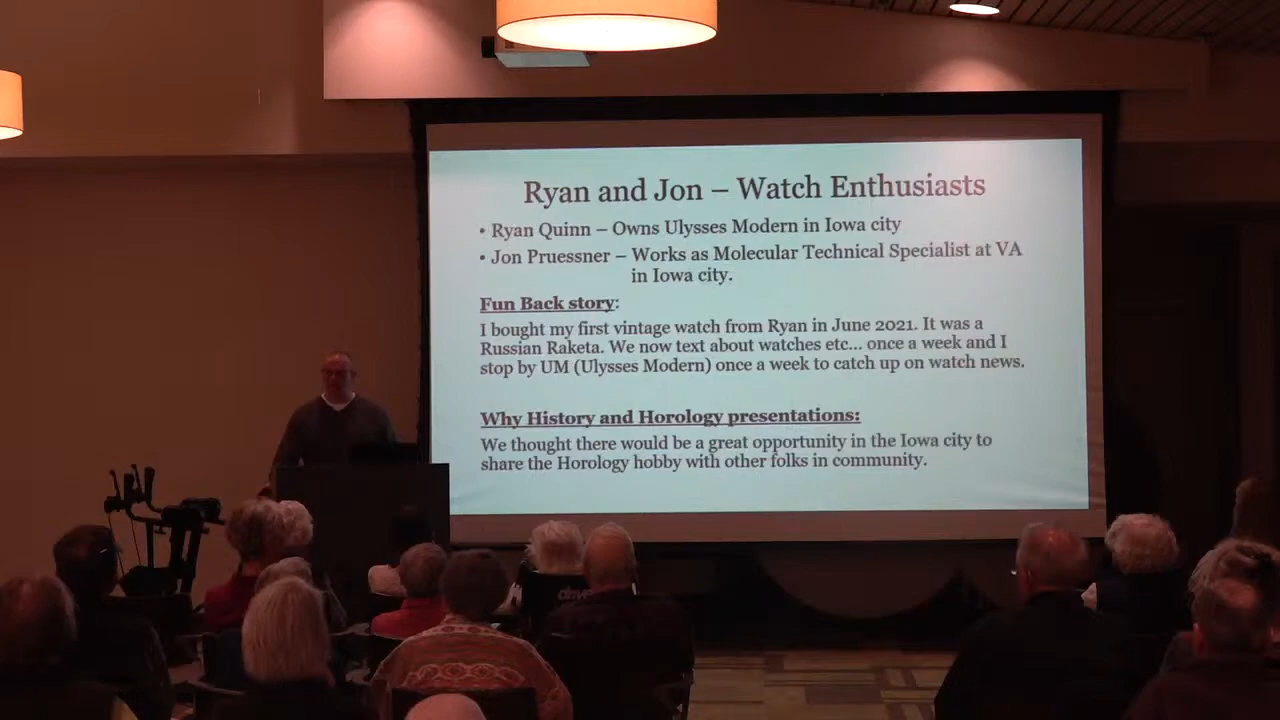 Ryan and Jon – Watch Enthusiasts
• Ryan Quinn – Owns Ulysses Modern in Iowa city
• Jon Pruessner – Works as Molecular Technical Specialist at VA
in Iowa city.
Fun Back story:
I bought my first vintage watch from Ryan in June 2021. It was a
Russian Raketa. We now text about watches etc... once a week and I
stop by UM (Ulysses Modern) once a week to catch up on watch news.
Why History and Horology presentations:
We thought there would be a great opportunity in the Iowa city to
share the Horology hobby with other folks in community.
drive